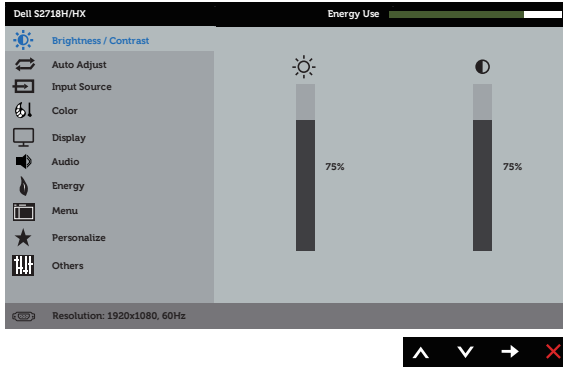 Dell S2718H/HX
Energy Use
Brightness / Contrast
Auto Adjust
Input Source
Color
Display
Audio
Energy
Menu
Personalize
Others
75%
75%
Resolution: 1920x1080, 60Hz